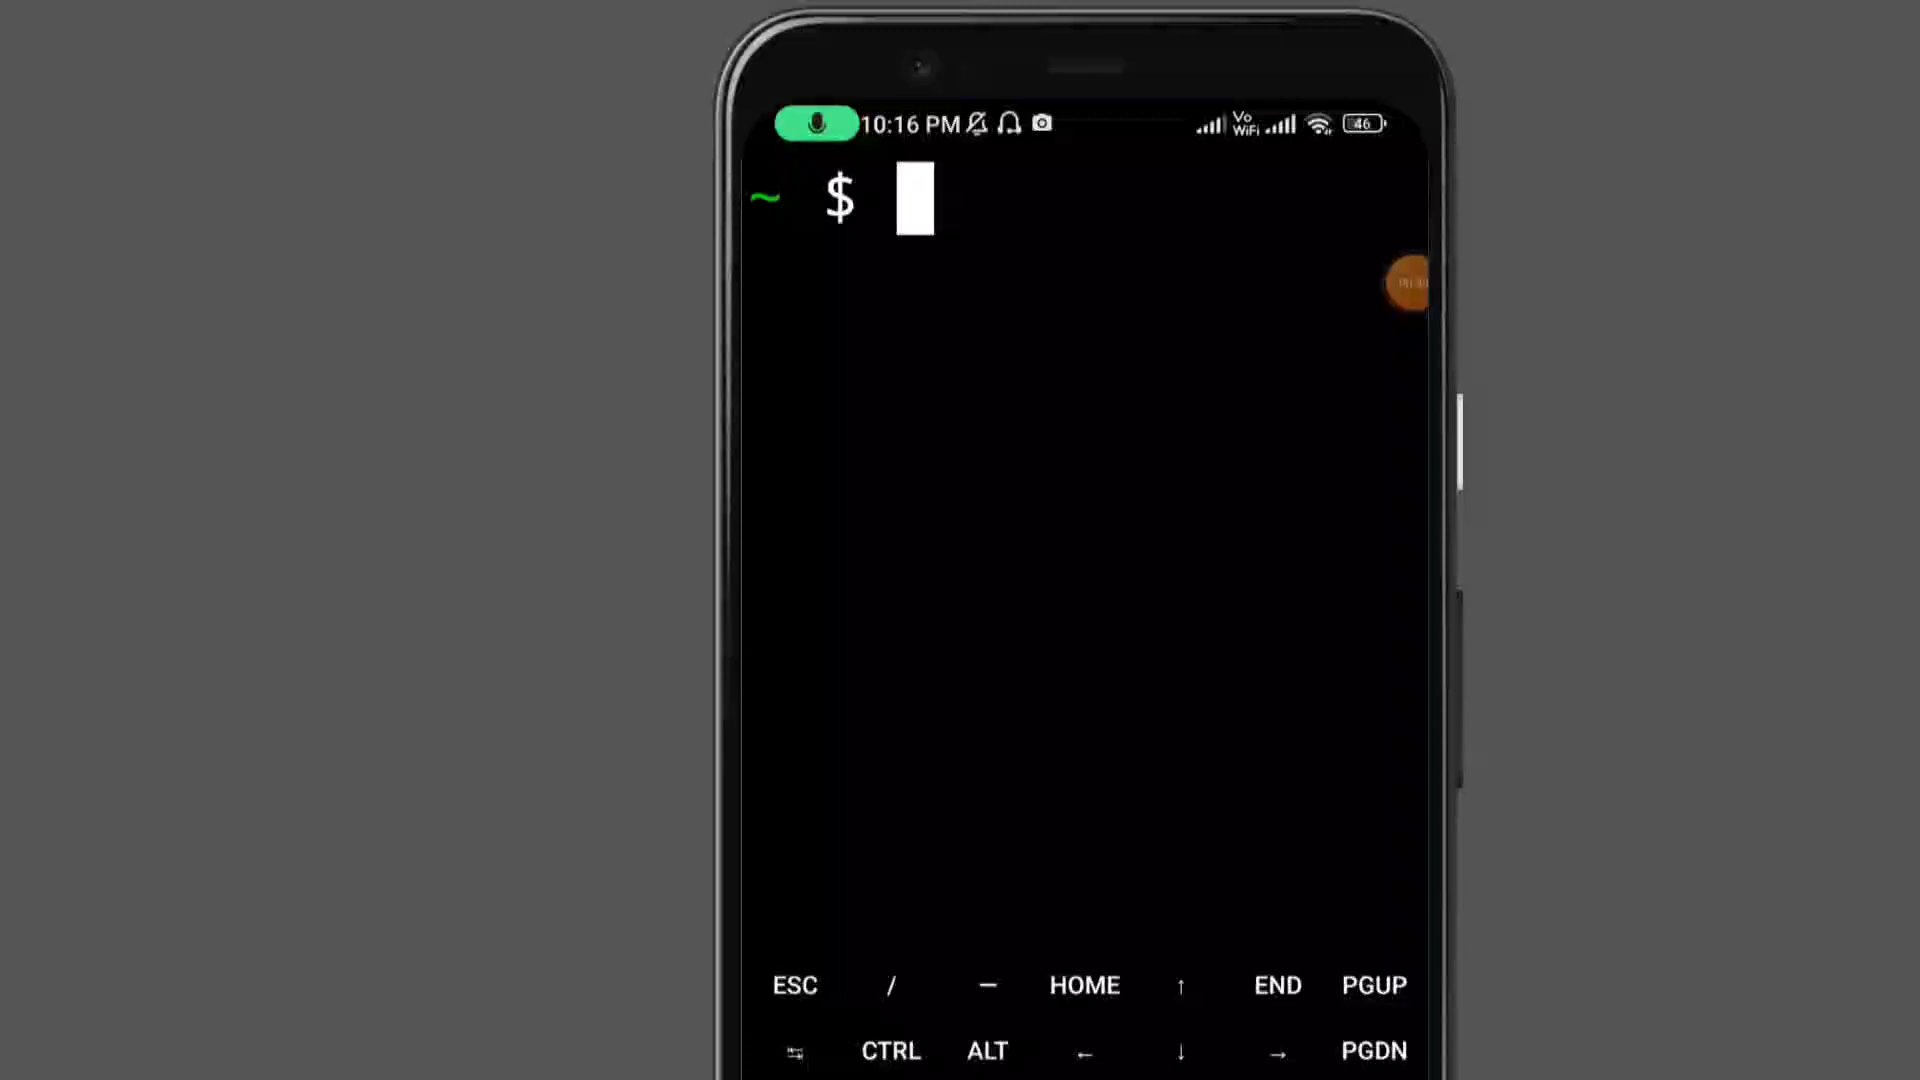 10:16 PM Vo WiFi 46
~ $
ESC / — HOME ↑ END PGUP
⇆ CTRL ALT ← ↓ → PGDN